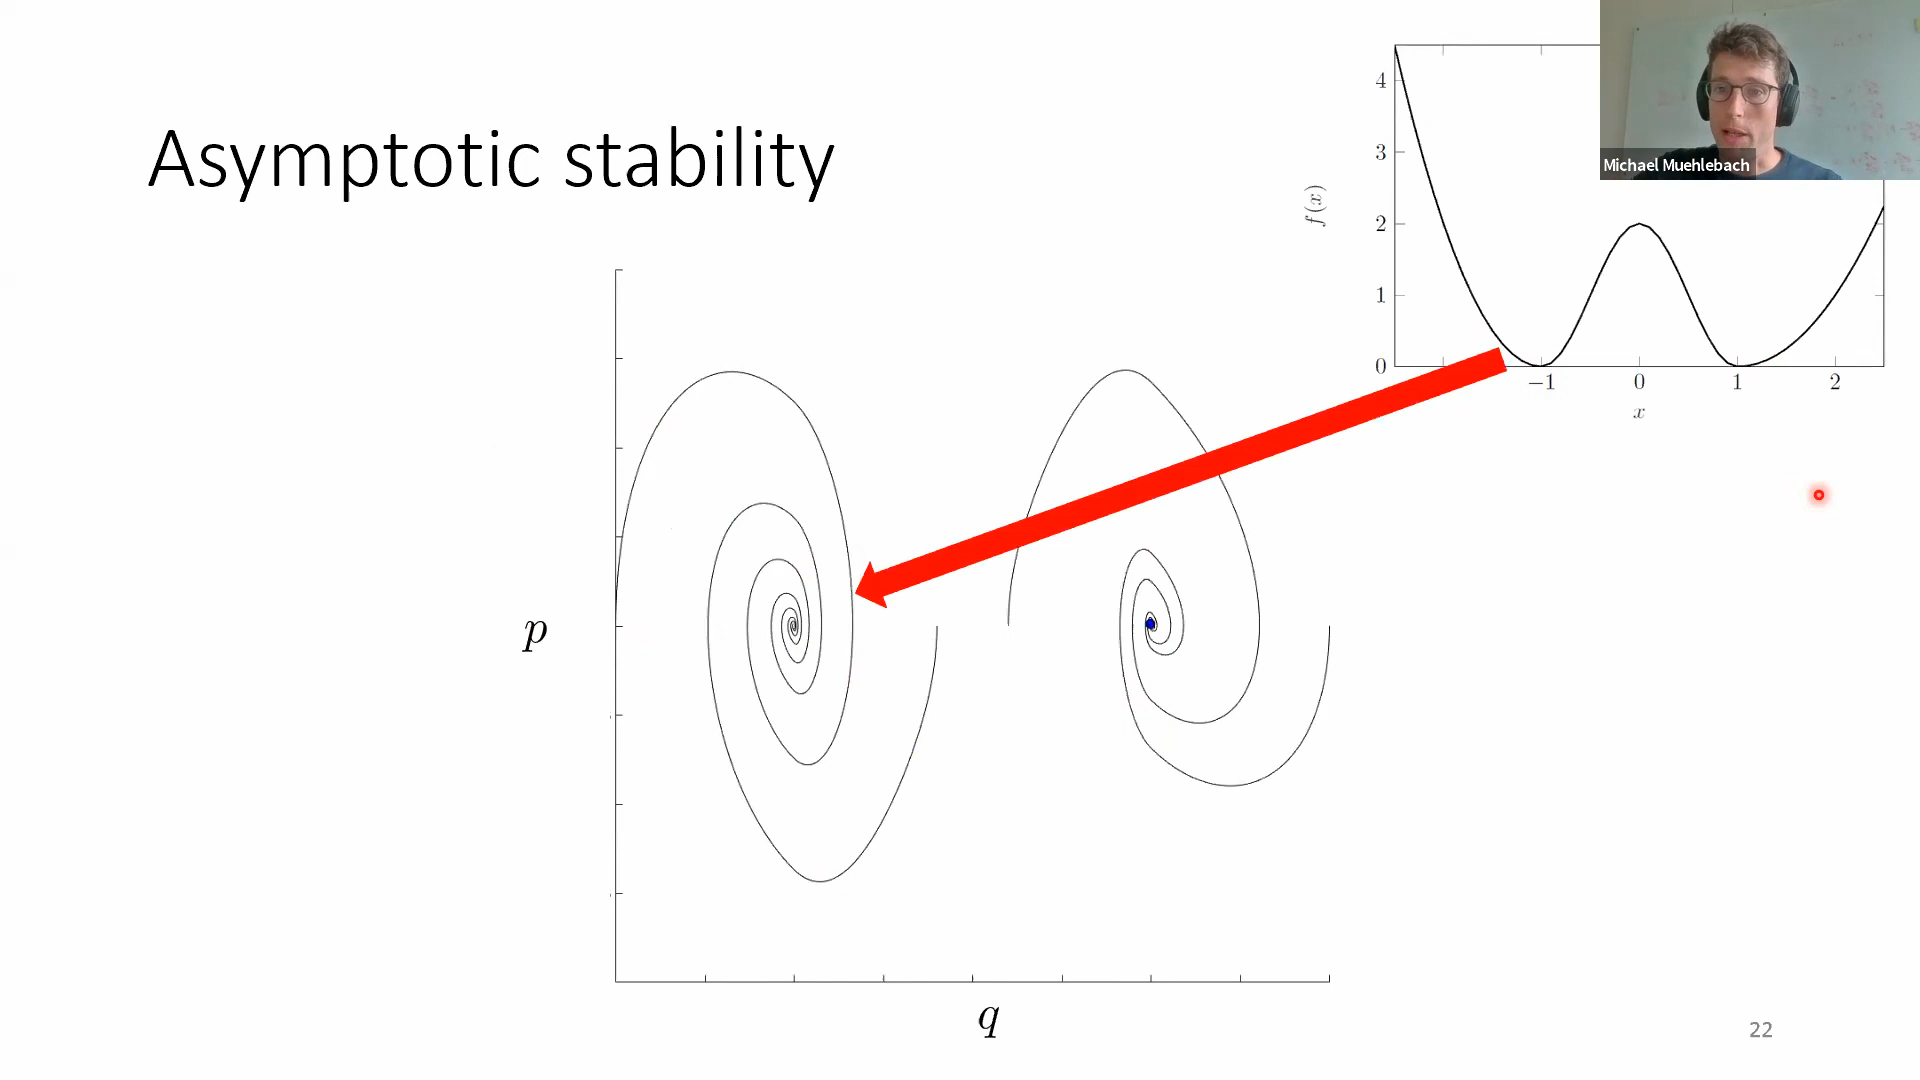 Asymptotic stability
Michael Muehlebach
4
3
2
1
0
f(x)
−1
0
1
2
x
p
q
22